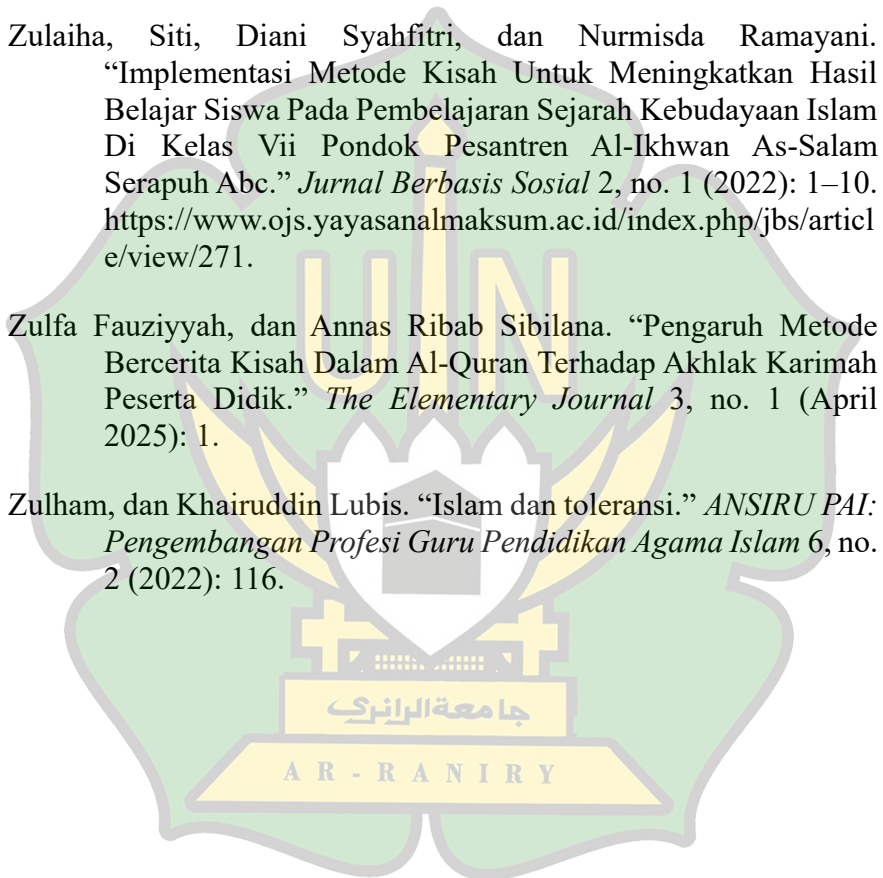 Zulaiha, Siti, Diani Syahfitri, dan Nurmisda Ramayani.
“Implementasi Metode Kisah Untuk Meningkatkan Hasil
Belajar Siswa Pada Pembelajaran Sejarah Kebudayaan Islam
Di Kelas Vii Pondok Pesantren Al-Ikhwan As-Salam
Serapuh Abc.” Jurnal Berbasis Sosial 2, no. 1 (2022): 1–10.
https://www.ojs.yayasanalmaksum.ac.id/index.php/jbs/articl
e/view/271.
Zulfa Fauziyyah, dan Annas Ribab Sibilana. “Pengaruh Metode
Bercerita Kisah Dalam Al-Quran Terhadap Akhlak Karimah
Peserta Didik.” The Elementary Journal 3, no. 1 (April
2025): 1.
Zulham, dan Khairuddin Lubis. “Islam dan toleransi.” ANSIRU PAI:
Pengembangan Profesi Guru Pendidikan Agama Islam 6, no.
2 (2022): 116.
UIN
جامعة الرانري
AR-RANIRY